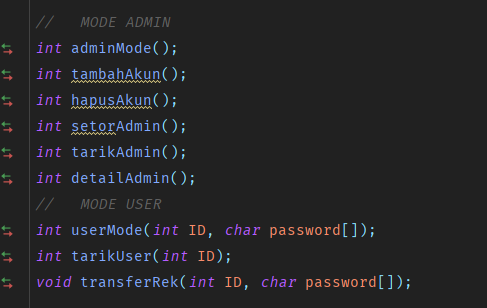 //   MODE ADMIN
int adminMode();
int tambahAkun();
int hapusAkun();
int setorAdmin();
int tarikAdmin();
int detailAdmin();
//   MODE USER
int userMode(int ID, char password[]);
int tarikUser(int ID);
void transferRek(int ID, char password[]);